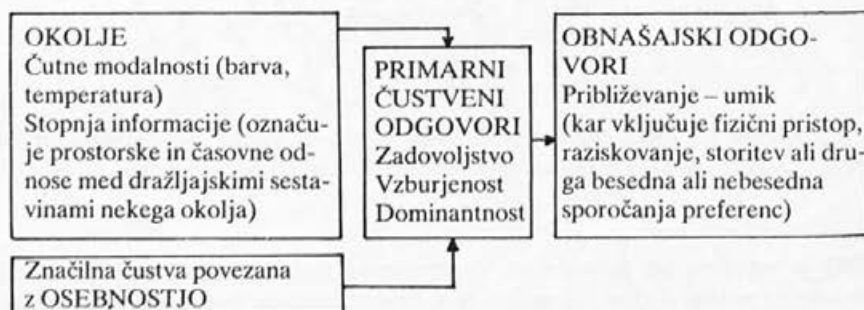 OKOLJE
Čutne modalnosti (barva,
temperatura)
Stopnja informacije (označu-
je prostorske in časovne od-
nose med dražljajskimi sesta-
vinami nekega okolja)
Značilna čustva povezana
z OSEBNOSTJO
PRIMARNI
ČUSTVENI
ODGOVORI
Zadovoljstvo
Vzburjenost
Dominantnost
OBNAŠAJSKI ODGO-
VORI
Približevanje – umik
(kar vključuje fizični pristop,
raziskovanje, storitev ali dru-
ga besedna ali nebesedna
sporočanja preferenc)